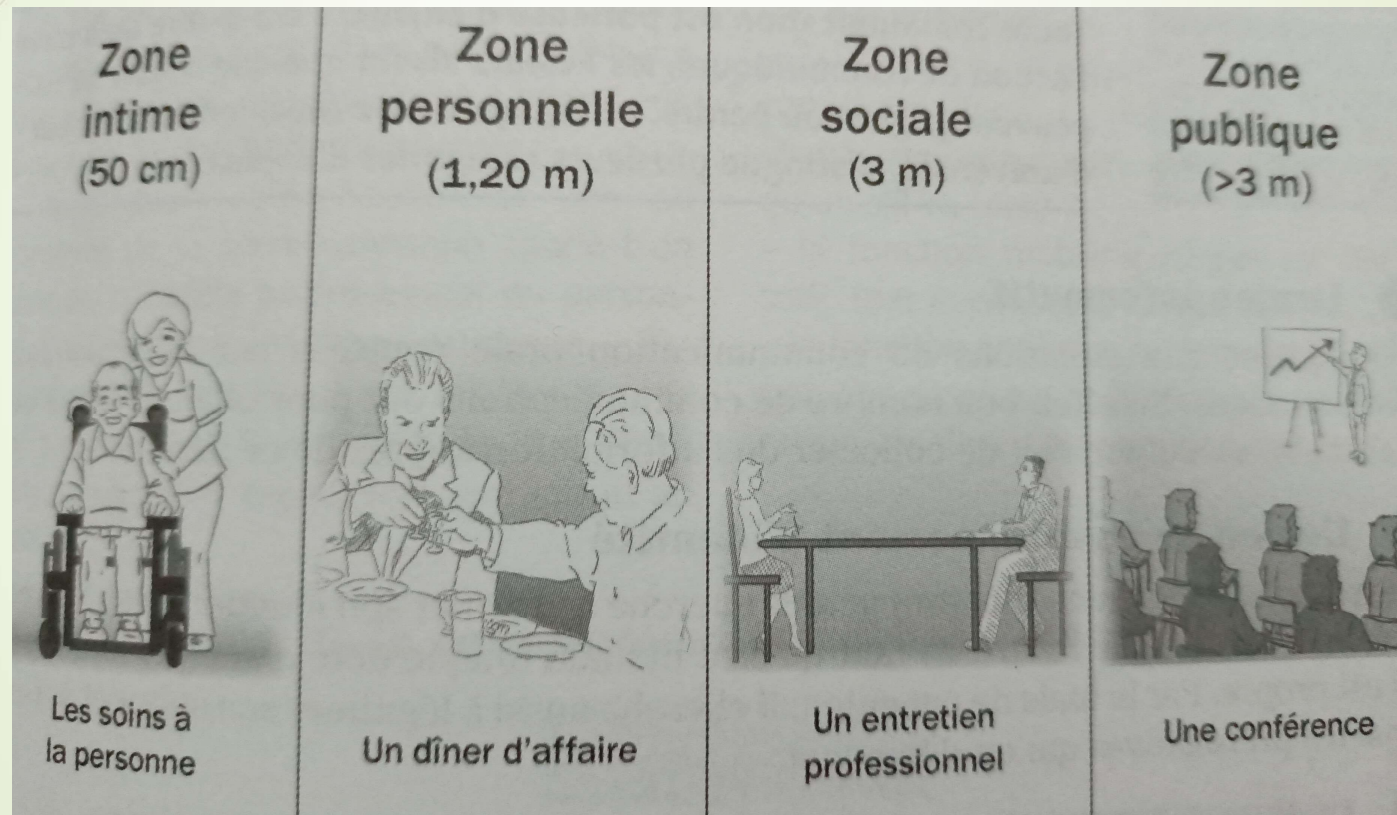 Zone
intime
(50 cm)
Zone
personnelle
(1,20 m)
Zone
sociale
(3 m)
Zone
publique
(>3 m)
Les soins à
la personne
Un dîner d'affaire
Un entretien
professionnel
Une conférence